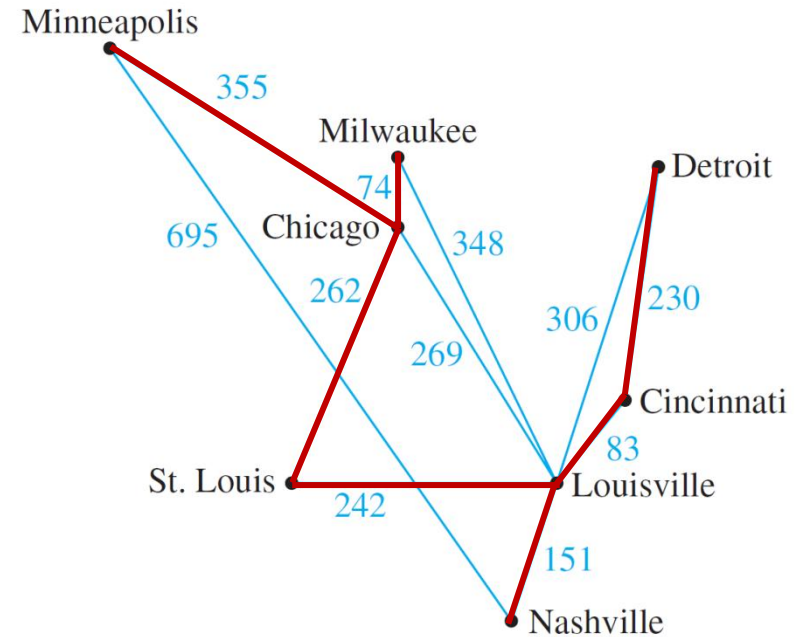 Minneapolis
355
Milwaukee
Detroit
74
Chicago
695
348
262
230
306
269
Cincinnati
83
St. Louis
Louisville
242
151
Nashville